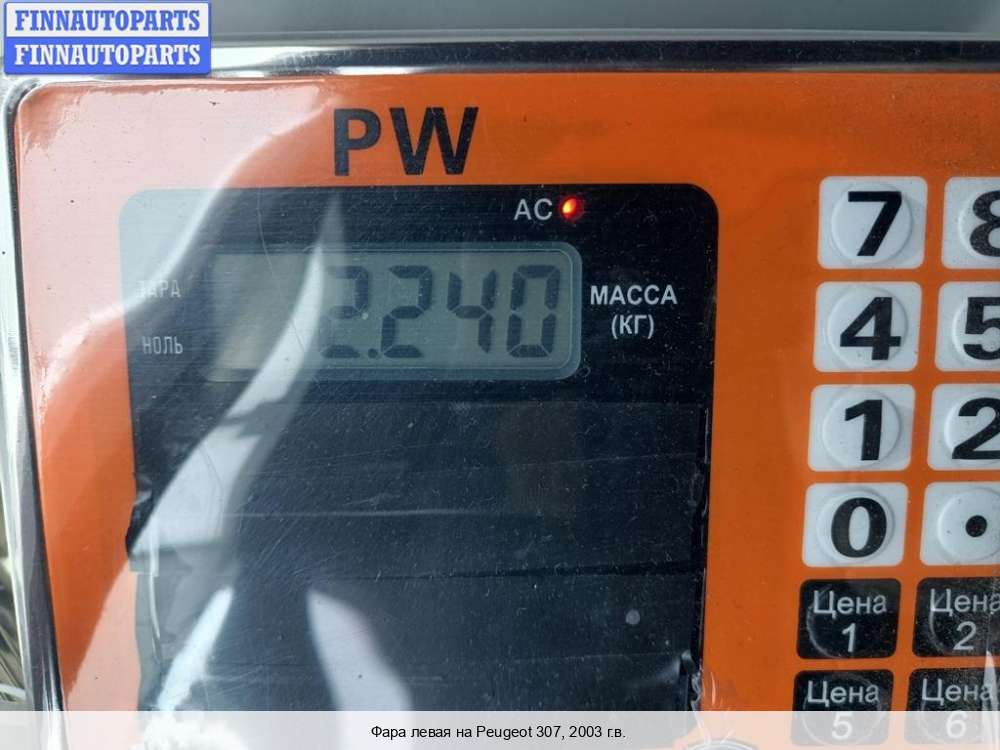 FINNAUTOPARTS
FINNAUTOPARTS
PW
AC
ТАРА
НОЛЬ
2.240
МАССА
(КГ)
7 8
4 5
1 2
0 .
Цена 1
Цена 2
Цена 5
Цена 6
Фара левая на Peugeot 307, 2003 г.в.